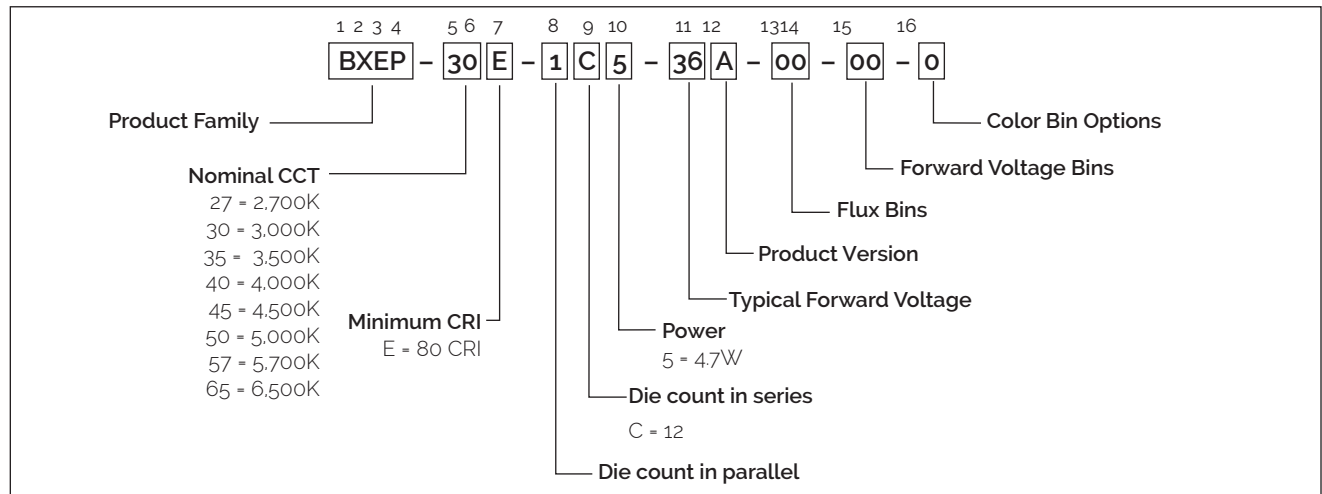 1 2 3 4 5 6 7 8 9 10 11 12 1314 15 16
BXEP – 30 E – 1 C 5 – 36 A – 00 – 00 – 0
Product Family
Color Bin Options
Nominal CCT
Forward Voltage Bins
27 = 2,700K
30 = 3,000K
Flux Bins
35 = 3,500K
40 = 4,000K
Product Version
45 = 4,500K
50 = 5,000K
57 = 5,700K
65 = 6,500K
Typical Forward Voltage
Minimum CRI
E = 80 CRI
Power
5 = 4.7W
Die count in series
C = 12
Die count in parallel